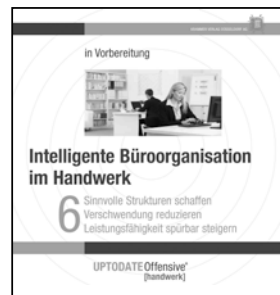 in Vorbereitung
Intelligente Büroorganisation
im Handwerk
6
Sinnvolle Strukturen schaffen
Verschwendung reduzieren
Leistungsfähigkeit spürbar steigern
UPTODATE Offensive®
[handwerk]